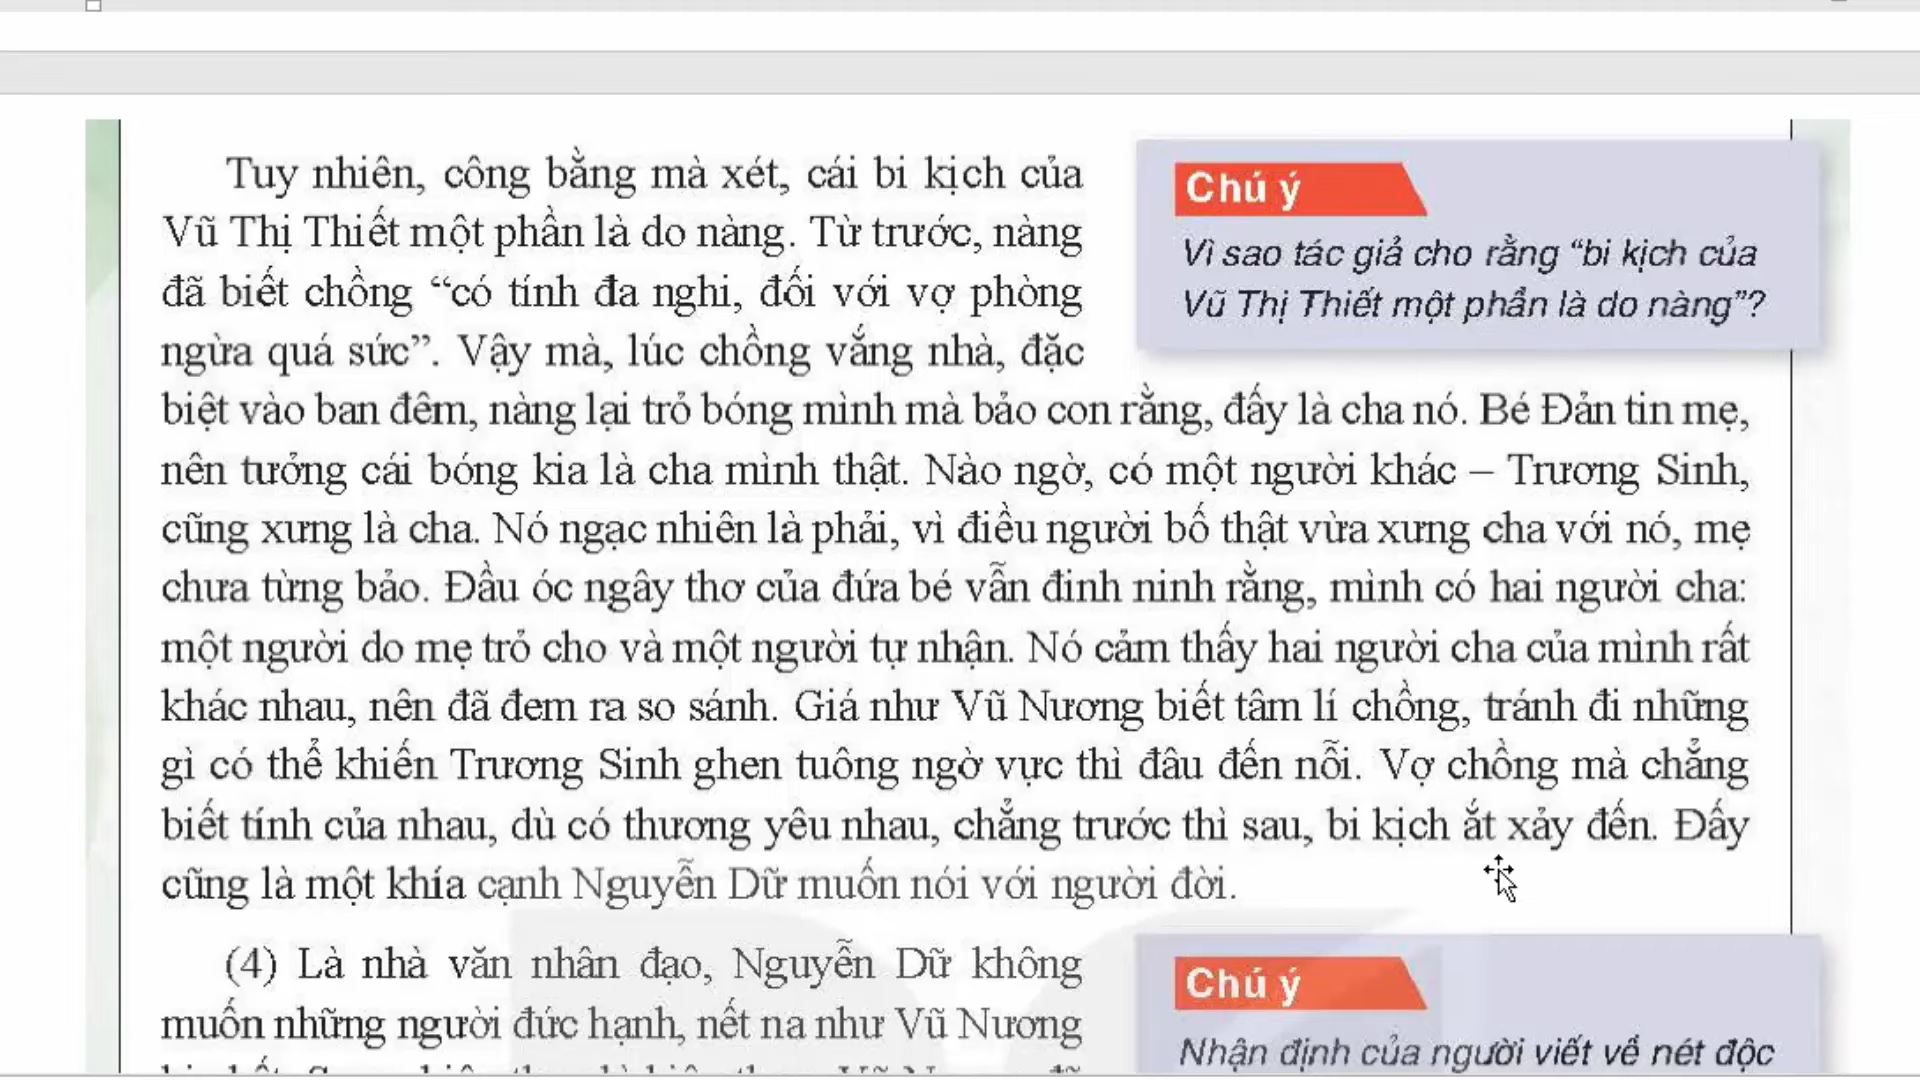 Tuy nhiên, công bằng mà xét, cái bi kịch của
Vũ Thị Thiết một phần là do nàng. Từ trước, nàng
đã biết chồng “có tính đa nghi, đối với vợ phòng
ngừa quá sức”. Vậy mà, lúc chồng vắng nhà, đặc
biệt vào ban đêm, nàng lại trỏ bóng mình mà bảo con rằng, đấy là cha nó. Bé Đản tin mẹ,
nên tưởng cái bóng kia là cha mình thật. Nào ngờ, có một người khác – Trương Sinh,
cũng xưng là cha. Nó ngạc nhiên là phải, vì điều người bố thật vừa xưng cha với nó, mẹ
chưa từng bảo. Đầu óc ngây thơ của đứa bé vẫn đinh ninh rằng, mình có hai người cha:
một người do mẹ trỏ cho và một người tự nhận. Nó cảm thấy hai người cha của mình rất
khác nhau, nên đã đem ra so sánh. Giá như Vũ Nương biết tâm lí chồng, tránh đi những
gì có thể khiến Trương Sinh ghen tuông ngờ vực thì đâu đến nỗi. Vợ chồng mà chẳng
biết tính của nhau, dù có thương yêu nhau, chẳng trước thì sau, bi kịch ắt xảy đến. Đấy
cũng là một khía cạnh Nguyễn Dữ muốn nói với người đời.
Chú ý
Vì sao tác giả cho rằng “bi kịch của
Vũ Thị Thiết một phần là do nàng”?
(4) Là nhà văn nhân đạo, Nguyễn Dữ không
muốn những người đức hạnh, nết na như Vũ Nương
Chú ý
Nhận định của người viết về nét độc